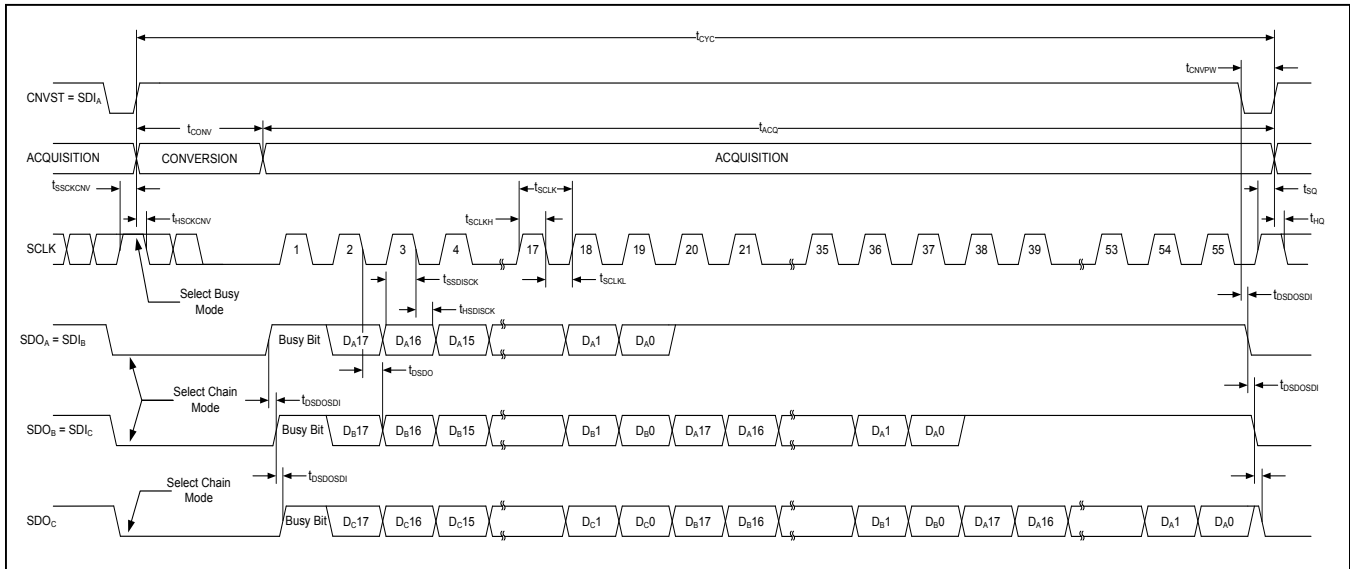 tCYC
tCNVPW
CNVST = SDIA
tCONV
tACQ
ACQUISITION CONVERSION ACQUISITION
tSSCKCNV tSCLK tSQ
tHSCKCNV tSCLKH tHQ
SCLK 1 2 3 4 17 18 19 20 21 35 36 37 38 39 53 54 55
Select Busy
Mode
tSSDISCK tSCLKL
tHSDISCK tDSDOSDI
SDOA = SDIB Busy Bit DA17 DA16 DA15 DA1 DA0
tDSDO
Select Chain
Mode
tDSDOSDI tDSDOSDI
SDOB = SDIC Busy Bit DB17 DB16 DB15 DB1 DB0 DA17 DA16 DA1 DA0
Select Chain
Mode
tDSDOSDI
SDOC Busy Bit DC17 DC16 DC15 DC1 DC0 DB17 DB16 DB1 DB0 DA17 DA16 DA1 DA0